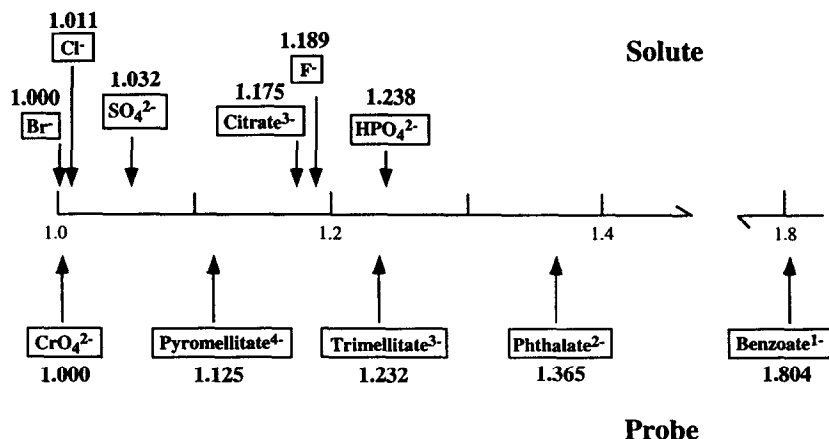 1.011
Cl⁻
1.189
F⁻
Solute
1.032
SO₄²⁻
1.175
Citrate³⁻
1.238
HPO₄²⁻
1.000
Br⁻
1.0
1.2
1.4
1.8
CrO₄²⁻
Pyromellitate⁴⁻
Trimellitate³⁻
Phthalate²⁻
Benzoate¹⁻
1.000
1.125
1.232
1.365
1.804
Probe